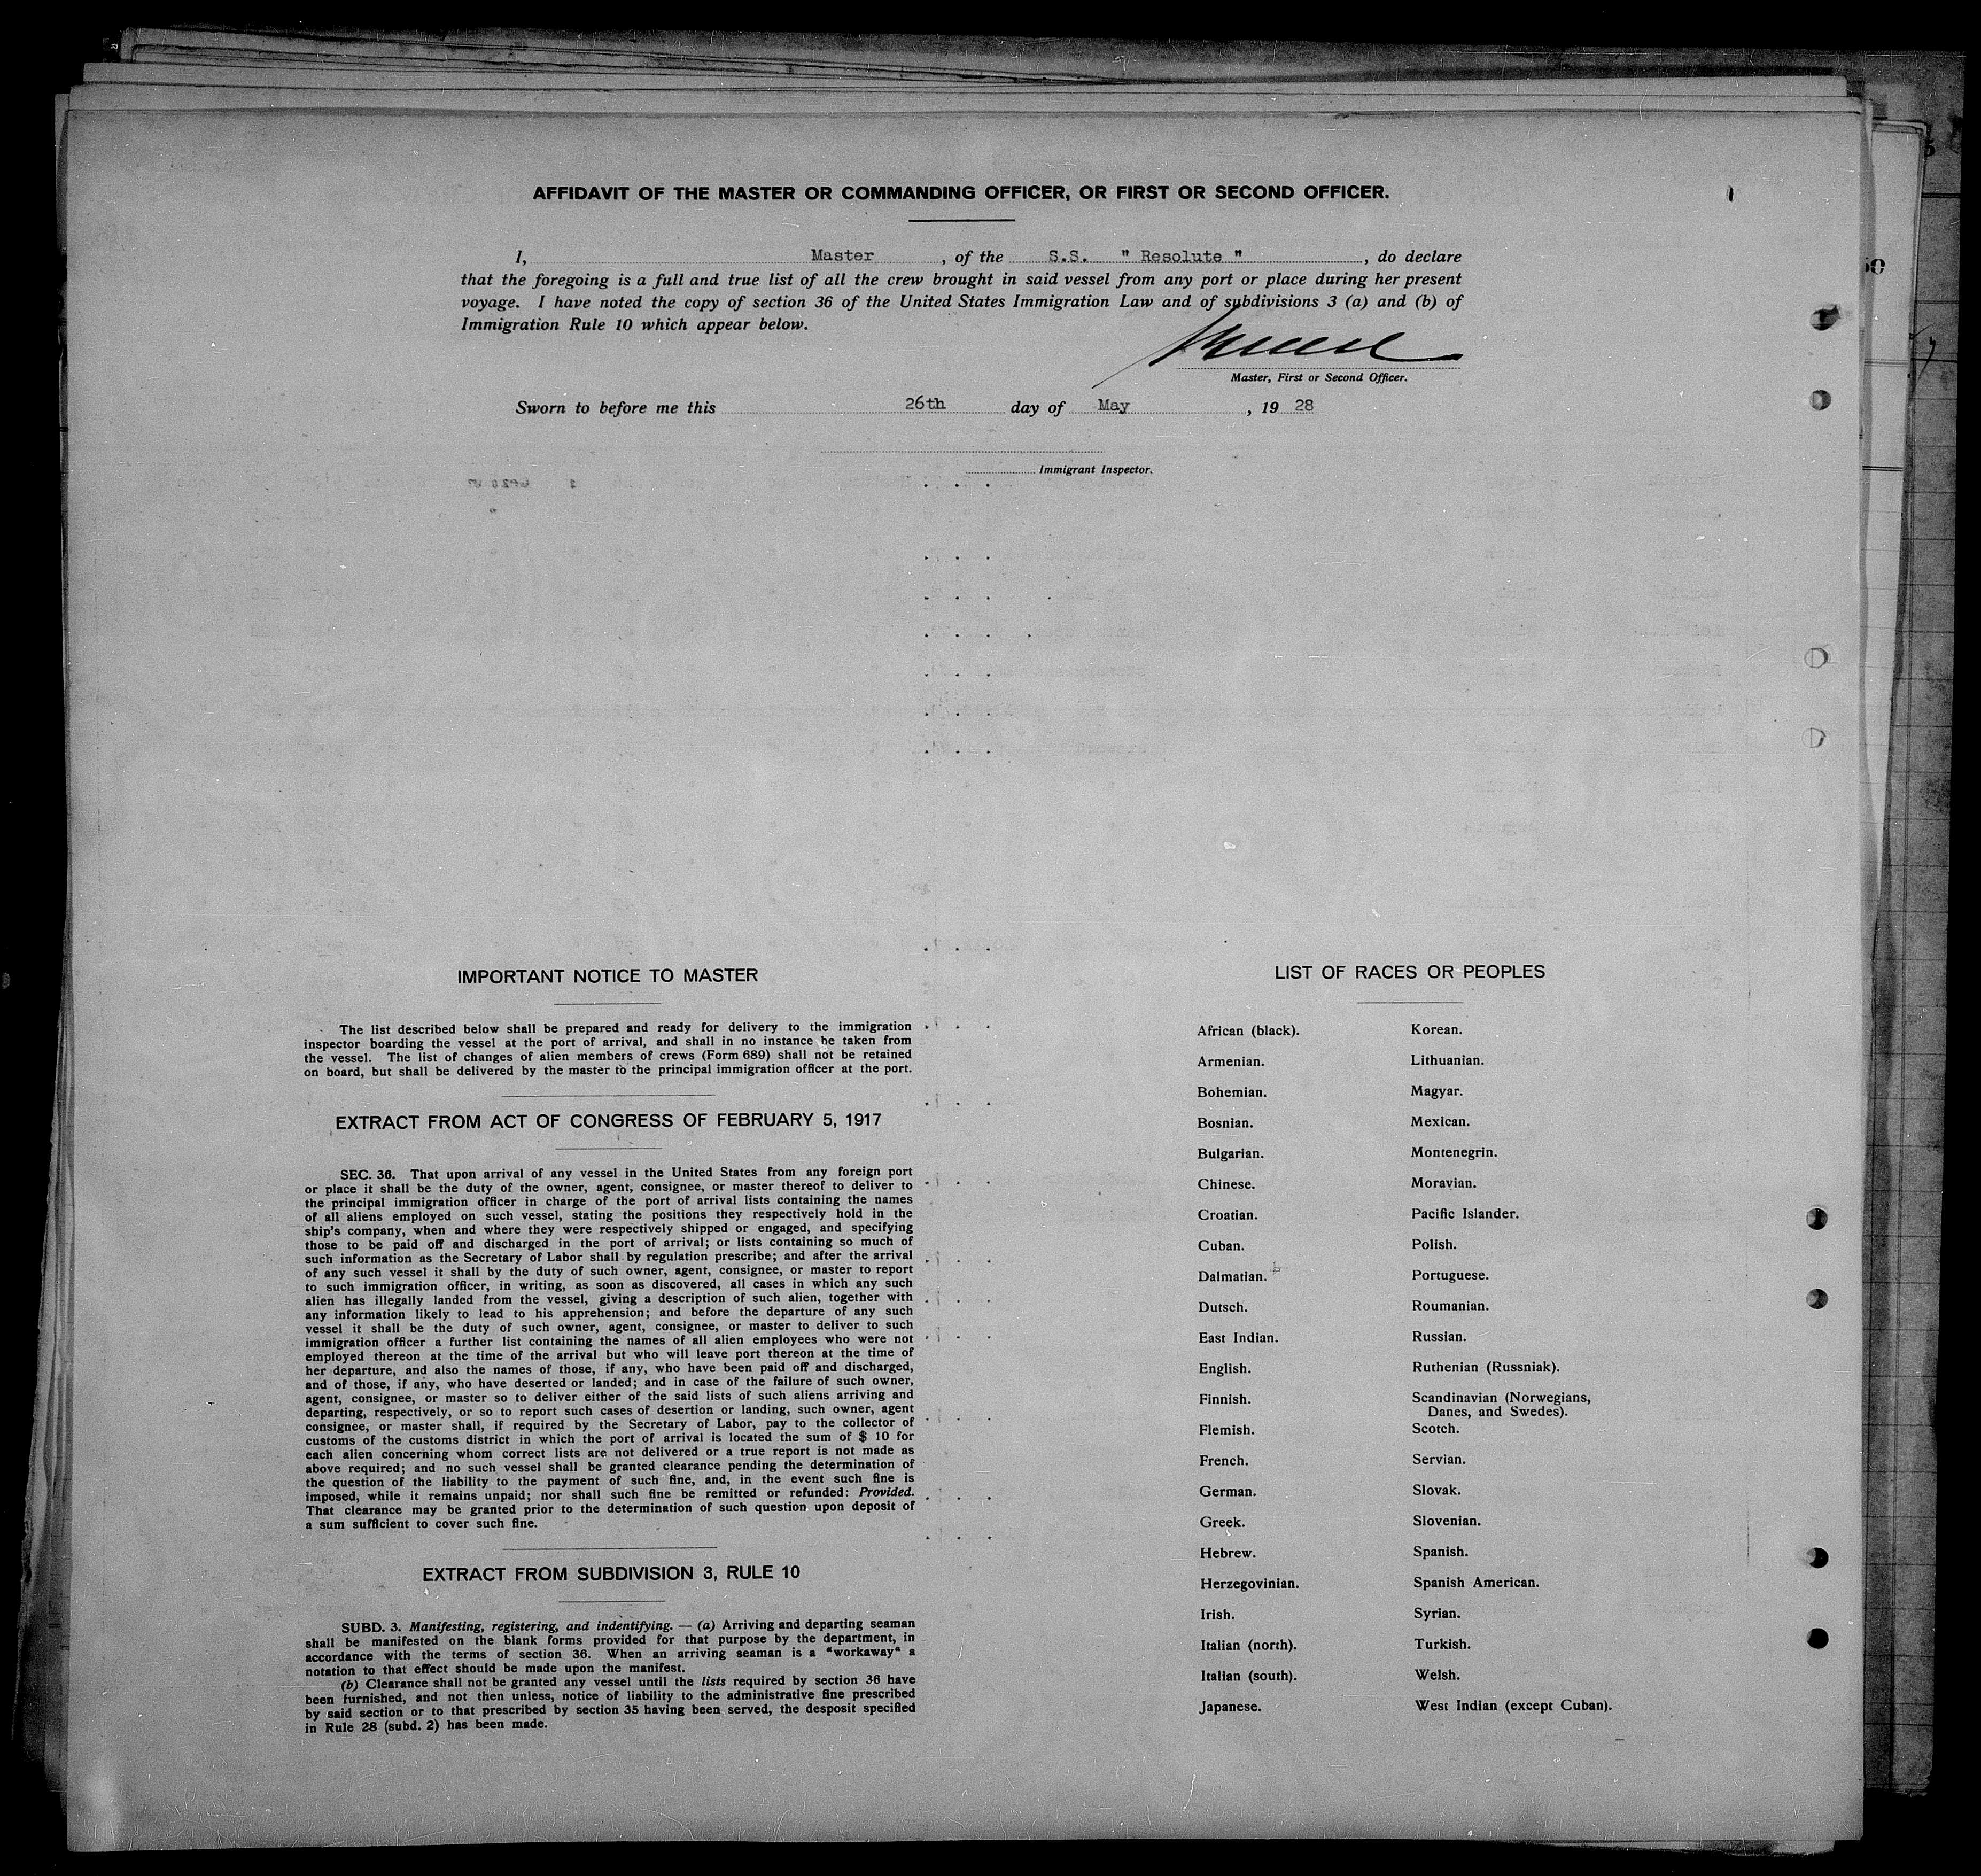 AFFIDAVIT OF THE MASTER OR COMMANDING OFFICER, OR FIRST OR SECOND OFFICER.
I, Master, of the S.S. " Resolute ", do declare
that the foregoing is a full and true list of all the crew brought in said vessel from any port or place during her present
voyage. I have noted the copy of section 36 of the United States Immigration Law and of subdivisions 3 (a) and (b) of
Immigration Rule 10 which appear below.
Master, First or Second Officer.
Sworn to before me this 26th day of May, 19 28
Immigrant Inspector.
IMPORTANT NOTICE TO MASTER
The list described below shall be prepared and ready for delivery to the immigration
inspector boarding the vessel at the port of arrival, and shall in no instance be taken from
the vessel. The list of changes of alien members of crews (Form 689) shall not be retained
on board, but shall be delivered by the master to the principal immigration officer at the port.
EXTRACT FROM ACT OF CONGRESS OF FEBRUARY 5, 1917
SEC. 36. That upon arrival of any vessel in the United States from any foreign port
or place it shall be the duty of the owner, agent, consignee, or master thereof to deliver to
the principal immigration officer in charge of the port of arrival lists containing the names
of all aliens employed on such vessel, stating the positions they respectively hold in the
ship's company, when and where they were respectively shipped or engaged, and specifying
those to be paid off and discharged in the port of arrival; or lists containing so much of
such information as the Secretary of Labor shall by regulation prescribe; and after the arrival
of any such vessel it shall by the duty of such owner, agent, consignee, or master to report
to such immigration officer, in writing, as soon as discovered, all cases in which any such
alien has illegally landed from the vessel, giving a description of such alien, together with
any information likely to lead to his apprehension; and before the departure of any such
vessel it shall be the duty of such owner, agent, consignee, or master to deliver to such
immigration officer a further list containing the names of all alien employees who were not
employed thereon at the time of the arrival but who will leave port thereon at the time of
her departure, and also the names of those, if any, who have been paid off and discharged,
and of those, if any, who have deserted or landed; and in case of the failure of such owner,
agent, consignee, or master so to deliver either of the said lists of such aliens arriving and
departing, respectively, or so to report such cases of desertion or landing, such owner, agent
consignee, or master shall, if required by the Secretary of Labor, pay to the collector of
customs of the customs district in which the port of arrival is located the sum of $ 10 for
each alien concerning whom correct lists are not delivered or a true report is not made as
above required; and no such vessel shall be granted clearance pending the determination of
the question of the liability to the payment of such fine, and, in the event such fine is
imposed, while it remains unpaid; nor shall such fine be remitted or refunded: Provided.
That clearance may be granted prior to the determination of such question upon deposit of
a sum sufficient to cover such fine.
EXTRACT FROM SUBDIVISION 3, RULE 10
SUBD. 3. Manifesting, registering, and indentifying. — (a) Arriving and departing seaman
shall be manifested on the blank forms provided for that purpose by the department, in
accordance with the terms of section 36. When an arriving seaman is a "workaway" a
notation to that effect should be made upon the manifest.
(b) Clearance shall not be granted any vessel until the lists required by section 36 have
been furnished, and not then unless, notice of liability to the administrative fine prescribed
by said section or to that prescribed by section 35 having been served, the desposit specified
in Rule 28 (subd. 2) has been made.
LIST OF RACES OR PEOPLES
African (black).
Armenian.
Bohemian.
Bosnian.
Bulgarian.
Chinese.
Croatian.
Cuban.
Dalmatian.
Dutsch.
East Indian.
English.
Finnish.
Flemish.
French.
German.
Greek.
Hebrew.
Herzegovinian.
Irish.
Italian (north).
Italian (south).
Japanese.
Korean.
Lithuanian.
Magyar.
Mexican.
Montenegrin.
Moravian.
Pacific Islander.
Polish.
Portuguese.
Roumanian.
Russian.
Ruthenian (Russniak).
Scandinavian (Norwegians,
Danes, and Swedes).
Scotch.
Servian.
Slovak.
Slovenian.
Spanish.
Spanish American.
Syrian.
Turkish.
Welsh.
West Indian (except Cuban).